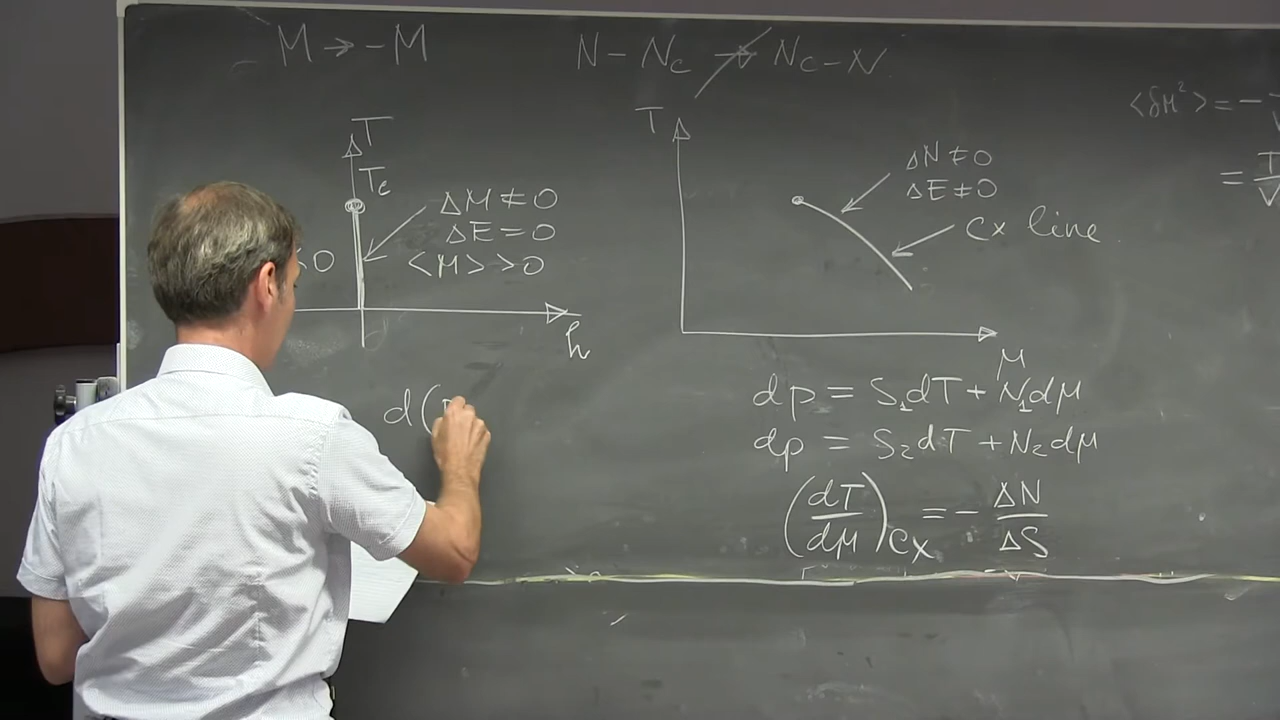 M → -M
N - Nc ↛ Nc - N
<δM²> = -
= T/V
T
Tc
ΔM ≠ 0
ΔE = 0
<M> > 0
<0
h
T
ΔN ≠ 0
ΔE ≠ 0
Cx line
μ
d(
dp = S₁dT + N₁dμ
dp = S₂dT + N₂dμ
(dT/dμ)Cx = - ΔN/ΔS